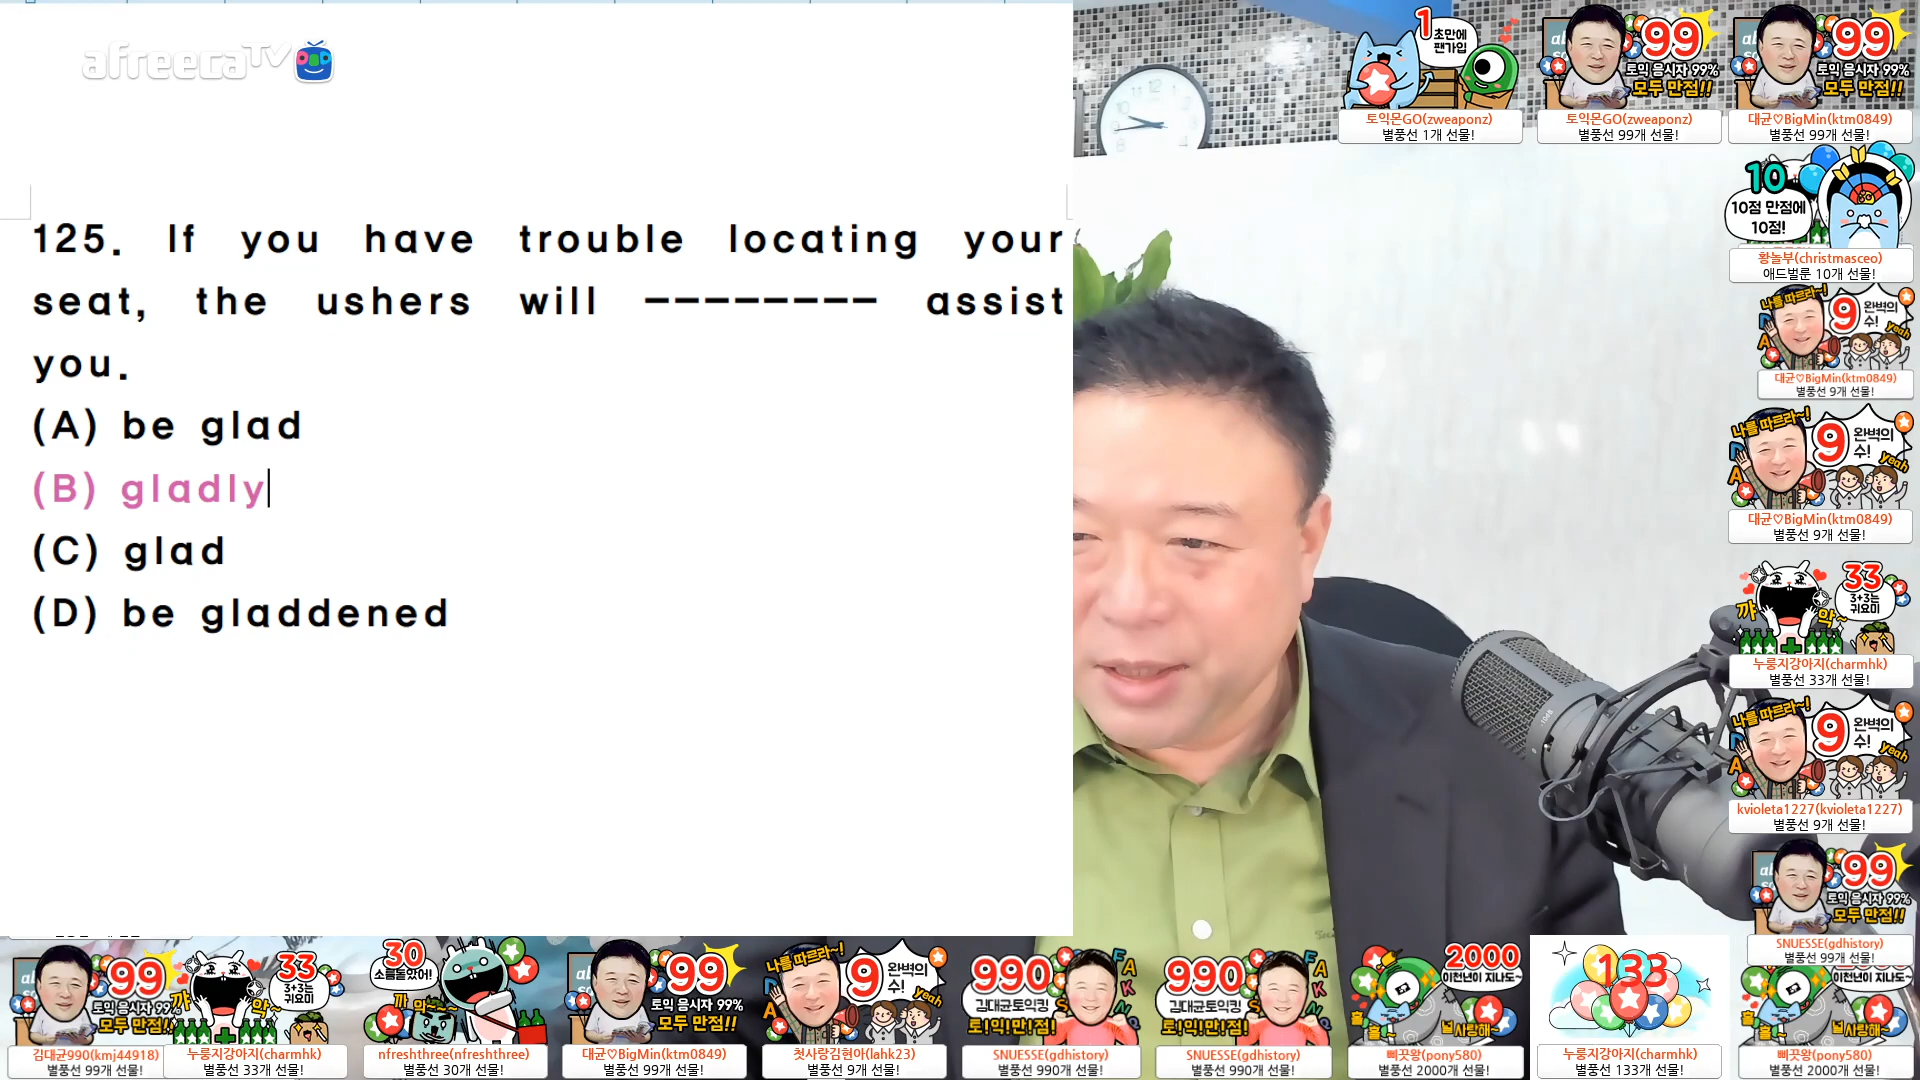 afreecaTV
125. If you have trouble locating your
seat, the ushers will -------- assist
you.
(A) be glad
(B) gladly
(C) glad
(D) be gladdened
1 초만에
팬가입
토익몬GO(zweaponz)
별풍선 1개 선물!
99
토익 응시자 99%
모두 만점!!
토익몬GO(zweaponz)
별풍선 99개 선물!
99
토익 응시자 99%
모두 만점!!
대균♡BigMin(ktm0849)
별풍선 99개 선물!
10
10점 만점에
10점!
황놀부(christmasceo)
애드벌룬 10개 선물!
나를 따르라~!
9 완벽의
수!
yeah
대균♡BigMin(ktm0849)
별풍선 9개 선물!
나를 따르라~!
9 완벽의
수!
yeah
대균♡BigMin(ktm0849)
별풍선 9개 선물!
33
3+3는
귀요미
꺄 악~
누룽지강아지(charmhk)
별풍선 33개 선물!
나를 따르라~!
9 완벽의
수!
yeah
kvioleta1227(kvioleta1227)
별풍선 9개 선물!
99
토익 응시자 99%
모두 만점!!
SNUESSE(gdhistory)
별풍선 99개 선물!
99
토익 응시자 99%
모두 만점!!
김대균990(kmj44918)
별풍선 99개 선물!
33
3+3는
귀요미
꺄 악~
누룽지강아지(charmhk)
별풍선 33개 선물!
30
소름돋았어!
까 악~
nfreshthree(nfreshthree)
별풍선 30개 선물!
99
토익 응시자 99%
모두 만점!!
대균♡BigMin(ktm0849)
별풍선 99개 선물!
나를 따르라~!
9 완벽의
수!
yeah
첫사랑김현아(lahk23)
별풍선 9개 선물!
990
김대균토익킹
토!익!만!점!
SNUESSE(gdhistory)
별풍선 990개 선물!
990
김대균토익킹
토!익!만!점!
SNUESSE(gdhistory)
별풍선 990개 선물!
2000
이천년이 지나도~
널사랑해~
삐끗왕(pony580)
별풍선 2000개 선물!
133
누룽지강아지(charmhk)
별풍선 133개 선물!
이천년이 지나도~
널사랑해~
삐끗왕(pony580)
별풍선 2000개 선물!